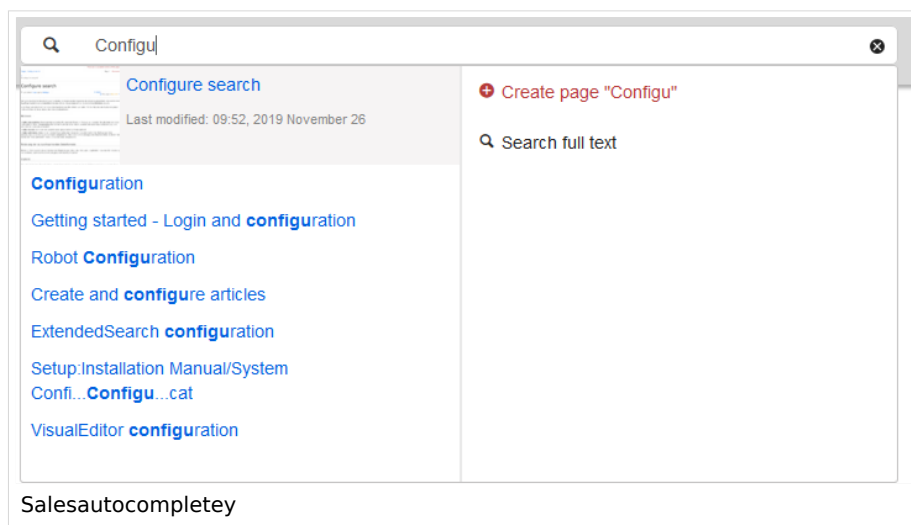 Configu
Configure search
Last modified: 09:52, 2019 November 26
Configuration
Getting started - Login and configuration
Robot Configuration
Create and configure articles
ExtendedSearch configuration
Setup:Installation Manual/System
Confi...Configu...cat
VisualEditor configuration
Create page "Configu"
Search full text
Salesautocompletey